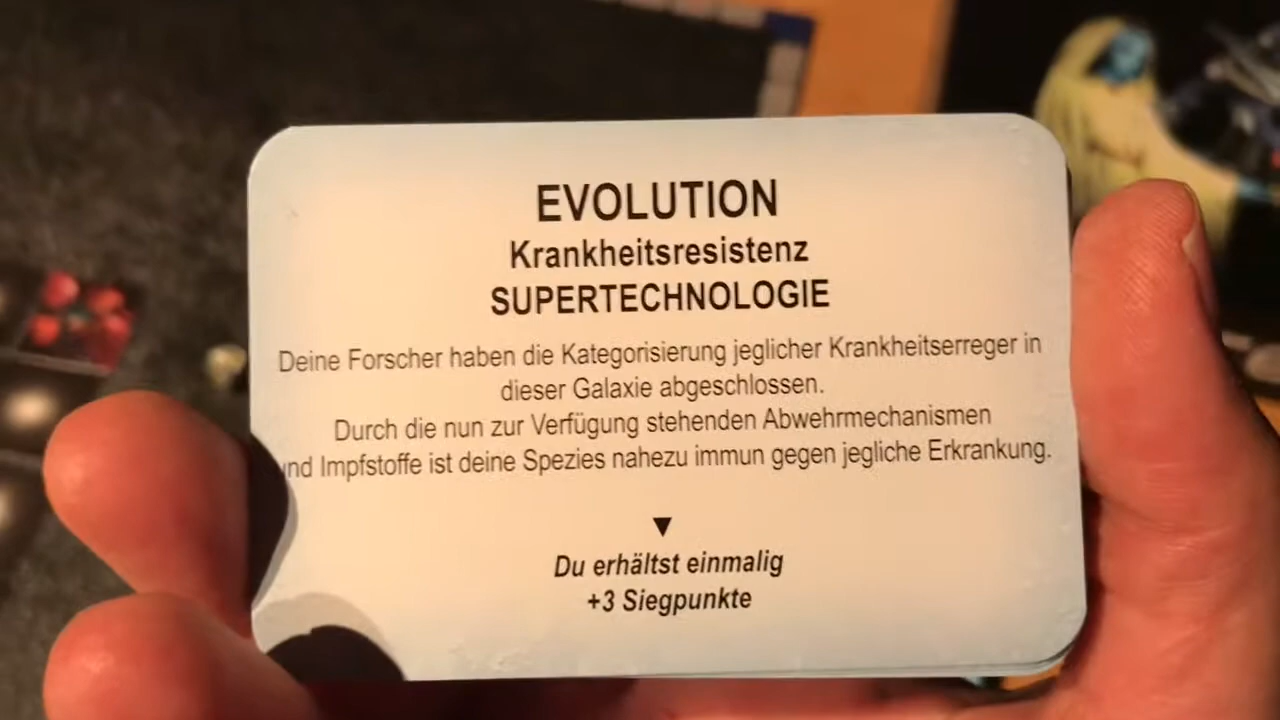 EVOLUTION
Krankheitsresistenz
SUPERTECHNOLOGIE
Deine Forscher haben die Kategorisierung jeglicher Krankheitserreger in
dieser Galaxie abgeschlossen.
Durch die nun zur Verfügung stehenden Abwehrmechanismen
und Impfstoffe ist deine Spezies nahezu immun gegen jegliche Erkrankung.
▼
Du erhältst einmalig
+3 Siegpunkte